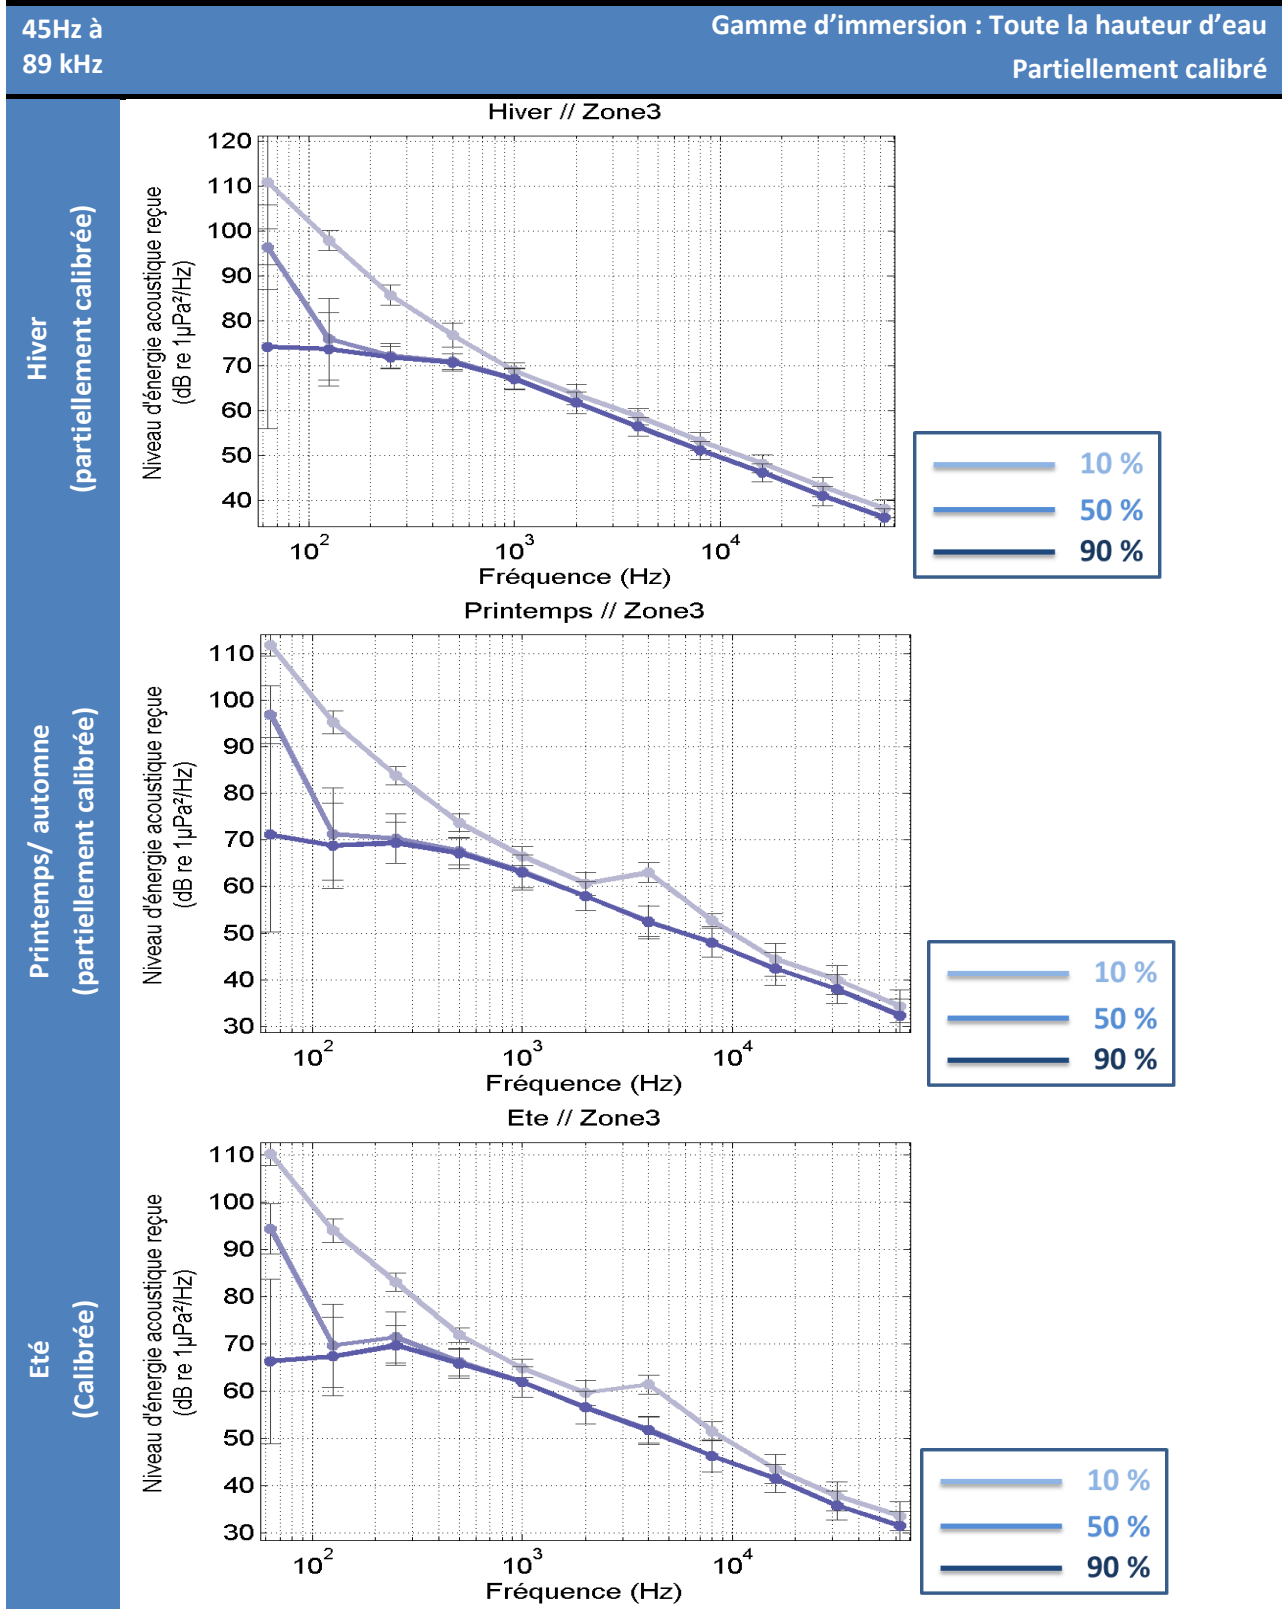 45Hz à
89 kHz
Gamme d'immersion : Toute la hauteur d'eau
Partiellement calibré
Hiver
(partiellement calibrée)
Hiver // Zone3
Niveau d'énergie acoustique reçue
(dB re 1µPa²/Hz)
120
110
100
90
80
70
60
50
40
10² 10³ 10⁴
Fréquence (Hz)
10 %
50 %
90 %
Printemps/ automne
(partiellement calibrée)
Printemps // Zone3
Niveau d'énergie acoustique reçue
(dB re 1µPa²/Hz)
110
100
90
80
70
60
50
40
30
10² 10³ 10⁴
Fréquence (Hz)
10 %
50 %
90 %
Eté
(Calibrée)
Ete // Zone3
Niveau d'énergie acoustique reçue
(dB re 1µPa²/Hz)
110
100
90
80
70
60
50
40
30
10² 10³ 10⁴
Fréquence (Hz)
10 %
50 %
90 %